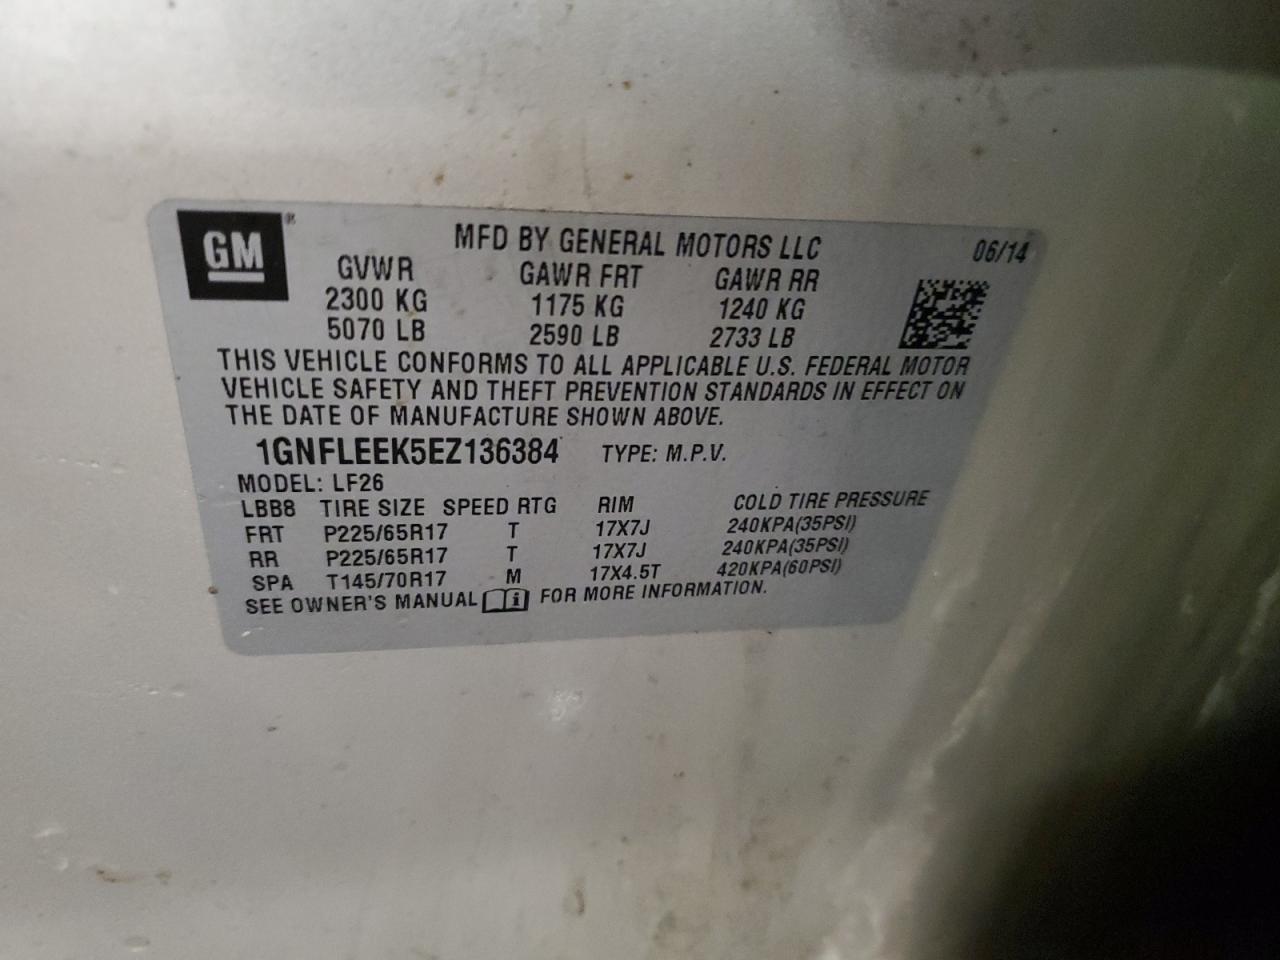 GM ®
MFD BY GENERAL MOTORS LLC 06/14
GVWR GAWR FRT GAWR RR
2300 KG 1175 KG 1240 KG
5070 LB 2590 LB 2733 LB
THIS VEHICLE CONFORMS TO ALL APPLICABLE U.S. FEDERAL MOTOR
VEHICLE SAFETY AND THEFT PREVENTION STANDARDS IN EFFECT ON
THE DATE OF MANUFACTURE SHOWN ABOVE.
1GNFLEEK5EZ136384 TYPE: M.P.V.
MODEL: LF26
LBB8 TIRE SIZE SPEED RTG RIM COLD TIRE PRESSURE
FRT P225/65R17 T 17X7J 240KPA(35PSI)
RR P225/65R17 T 17X7J 240KPA(35PSI)
SPA T145/70R17 M 17X4.5T 420KPA(60PSI)
SEE OWNER'S MANUAL FOR MORE INFORMATION.